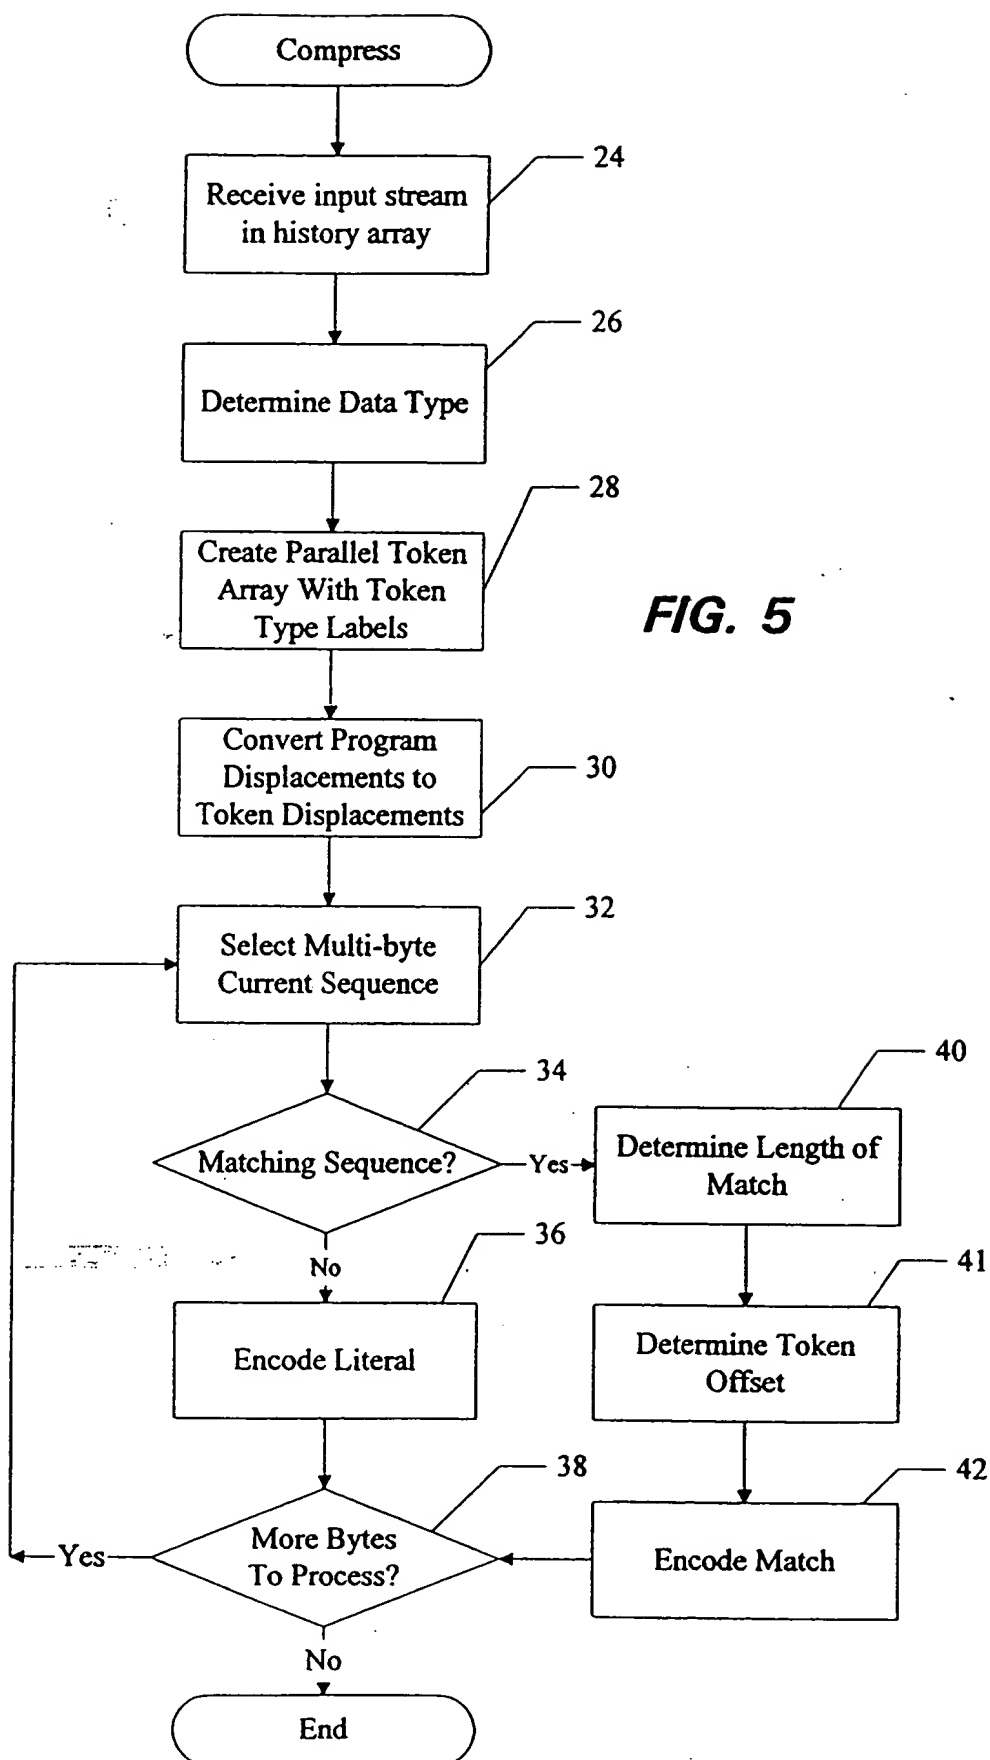 Compress
24
Receive input stream
in history array
26
Determine Data Type
28
Create Parallel Token
Array With Token
Type Labels
FIG. 5
Convert Program
Displacements to
Token Displacements
30
32
Select Multi-byte
Current Sequence
34
Matching Sequence?
Yes
40
Determine Length of
Match
No
36
Encode Literal
41
Determine Token
Offset
38
More Bytes
To Process?
Yes
42
Encode Match
No
End